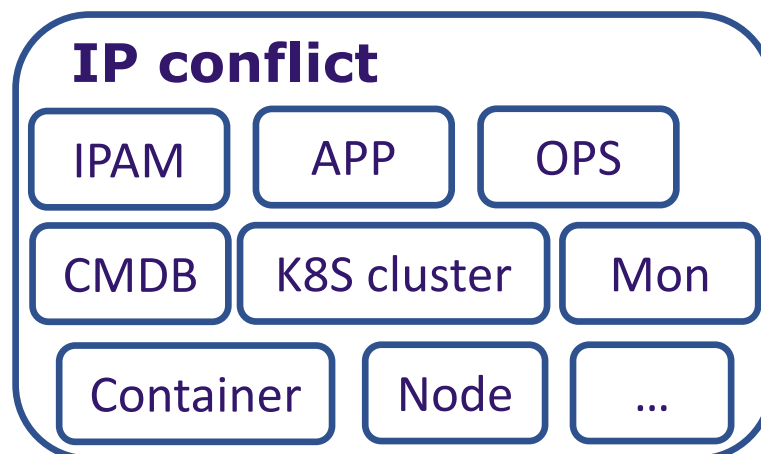 IP conflict
IPAM APP OPS
CMDB K8S cluster Mon
Container Node ...